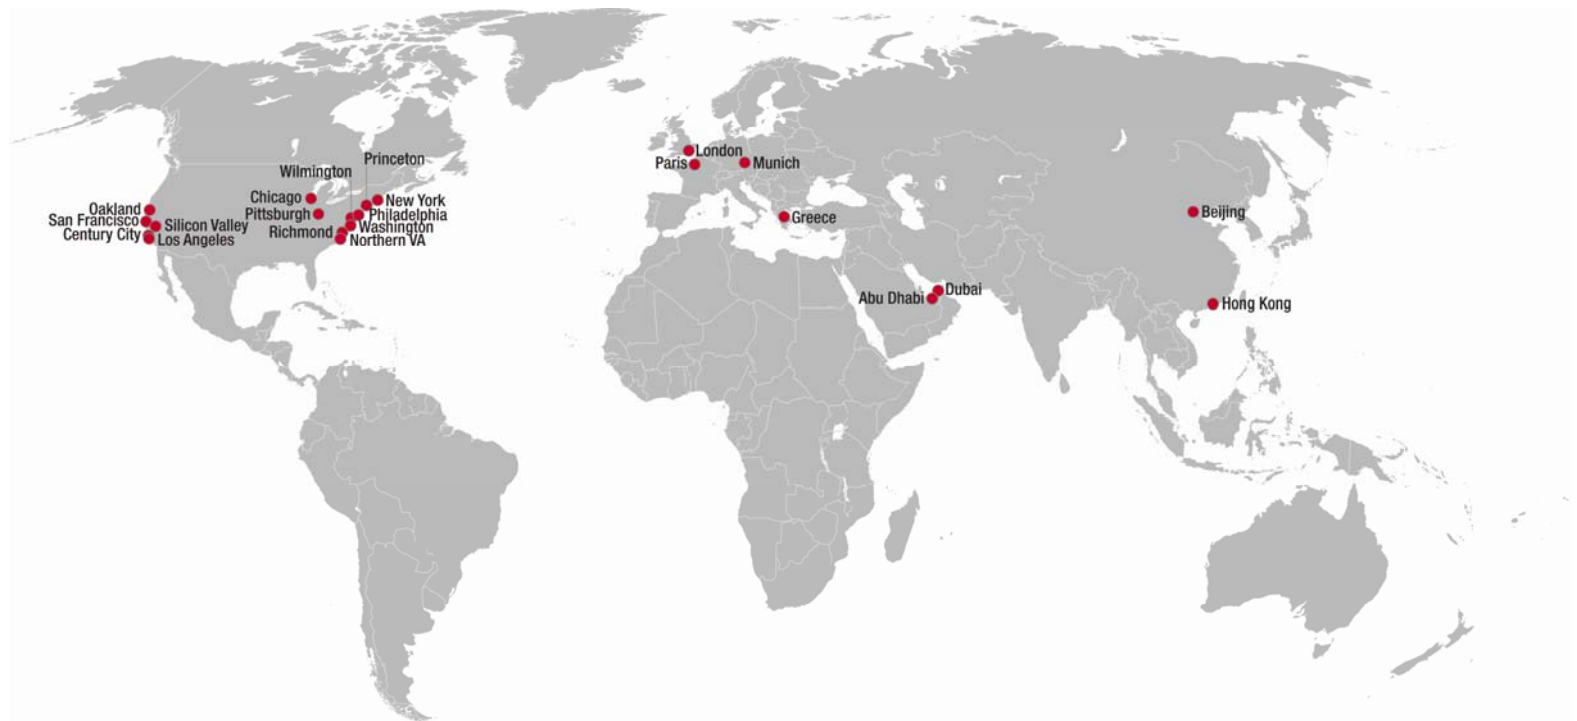 Princeton
Wilmington
Chicago
New York
Pittsburgh
Philadelphia
Richmond
Washington
Northern VA
Oakland
San Francisco
Silicon Valley
Century City
Los Angeles
London
Paris
Munich
Greece
Dubai
Abu Dhabi
Beijing
Hong Kong